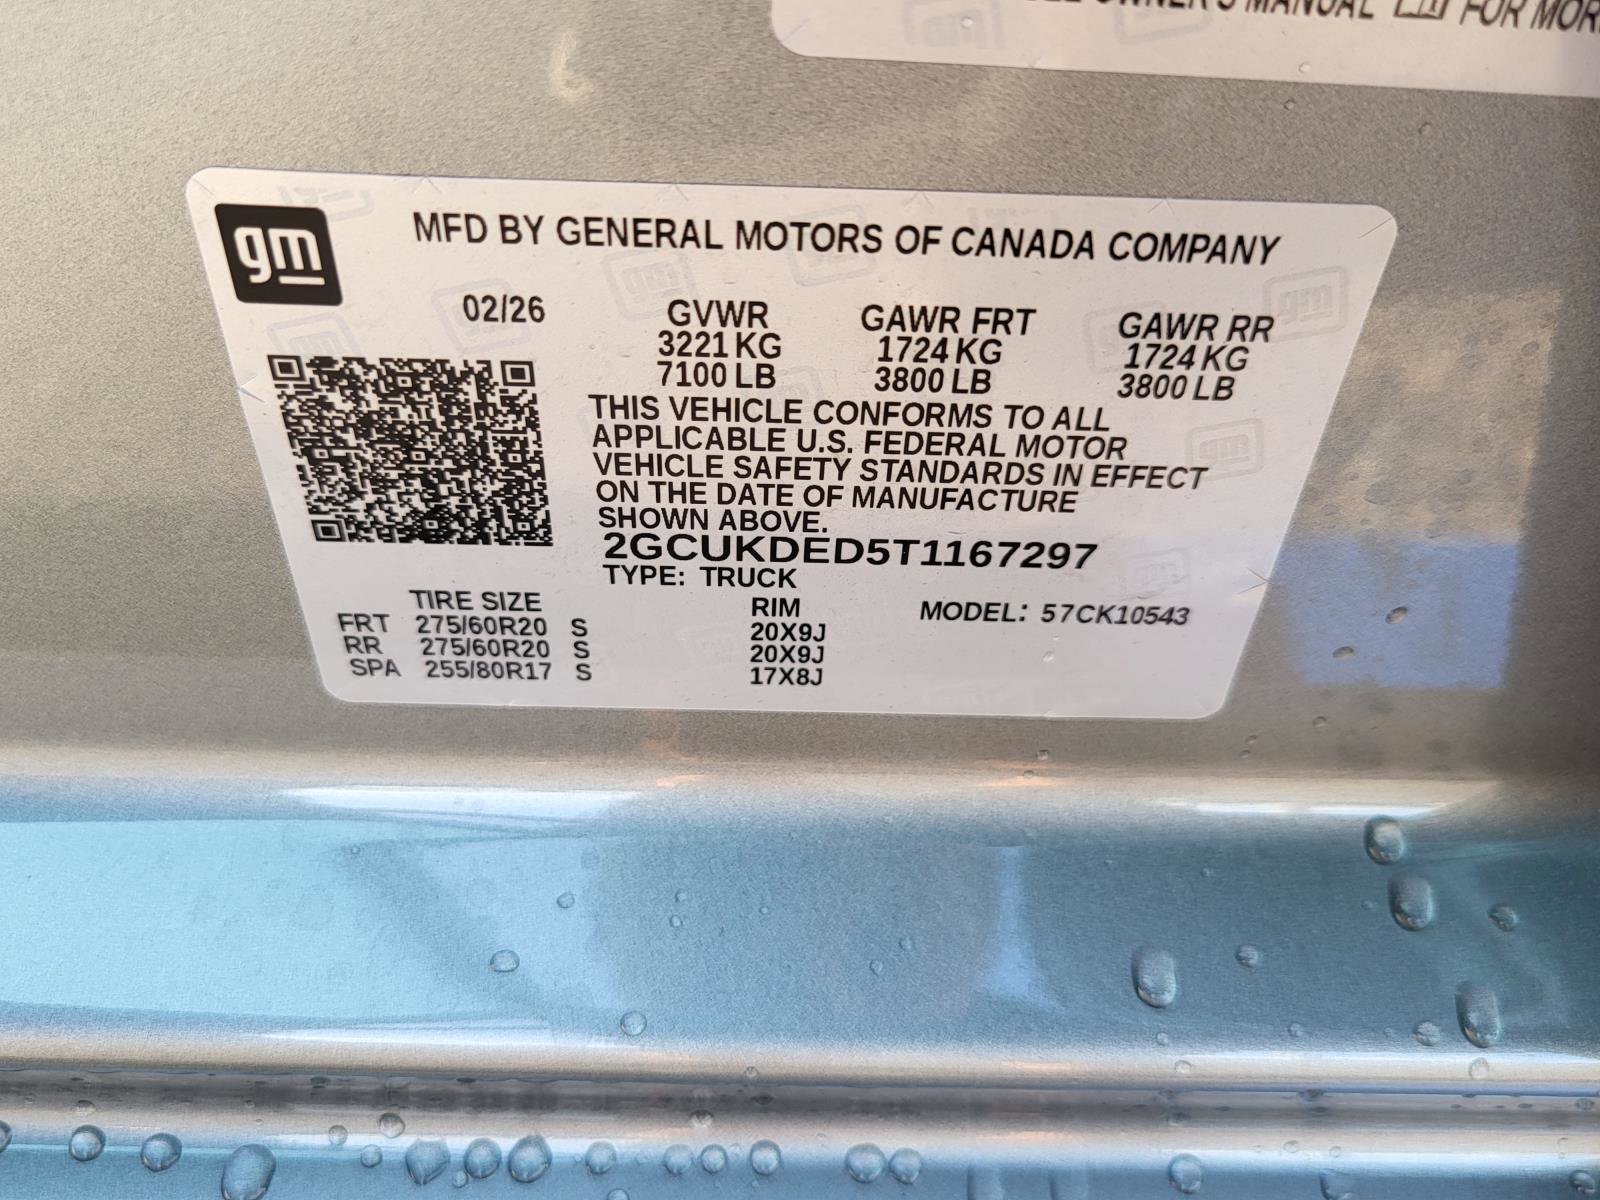 OWNER'S MANUAL FOR MOR
gm
MFD BY GENERAL MOTORS OF CANADA COMPANY
02/26 GVWR GAWR FRT GAWR RR
3221 KG 1724 KG 1724 KG
7100 LB 3800 LB 3800 LB
THIS VEHICLE CONFORMS TO ALL
APPLICABLE U.S. FEDERAL MOTOR
VEHICLE SAFETY STANDARDS IN EFFECT
ON THE DATE OF MANUFACTURE
SHOWN ABOVE.
2GCUKDED5T1167297
TYPE: TRUCK
TIRE SIZE RIM MODEL: 57CK10543
FRT 275/60R20 S 20X9J
RR 275/60R20 S 20X9J
SPA 255/80R17 S 17X8J